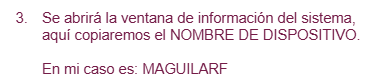 3. Se abrirá la ventana de información del sistema,
aquí copiaremos el NOMBRE DE DISPOSITIVO.
En mi caso es: MAGUILARF